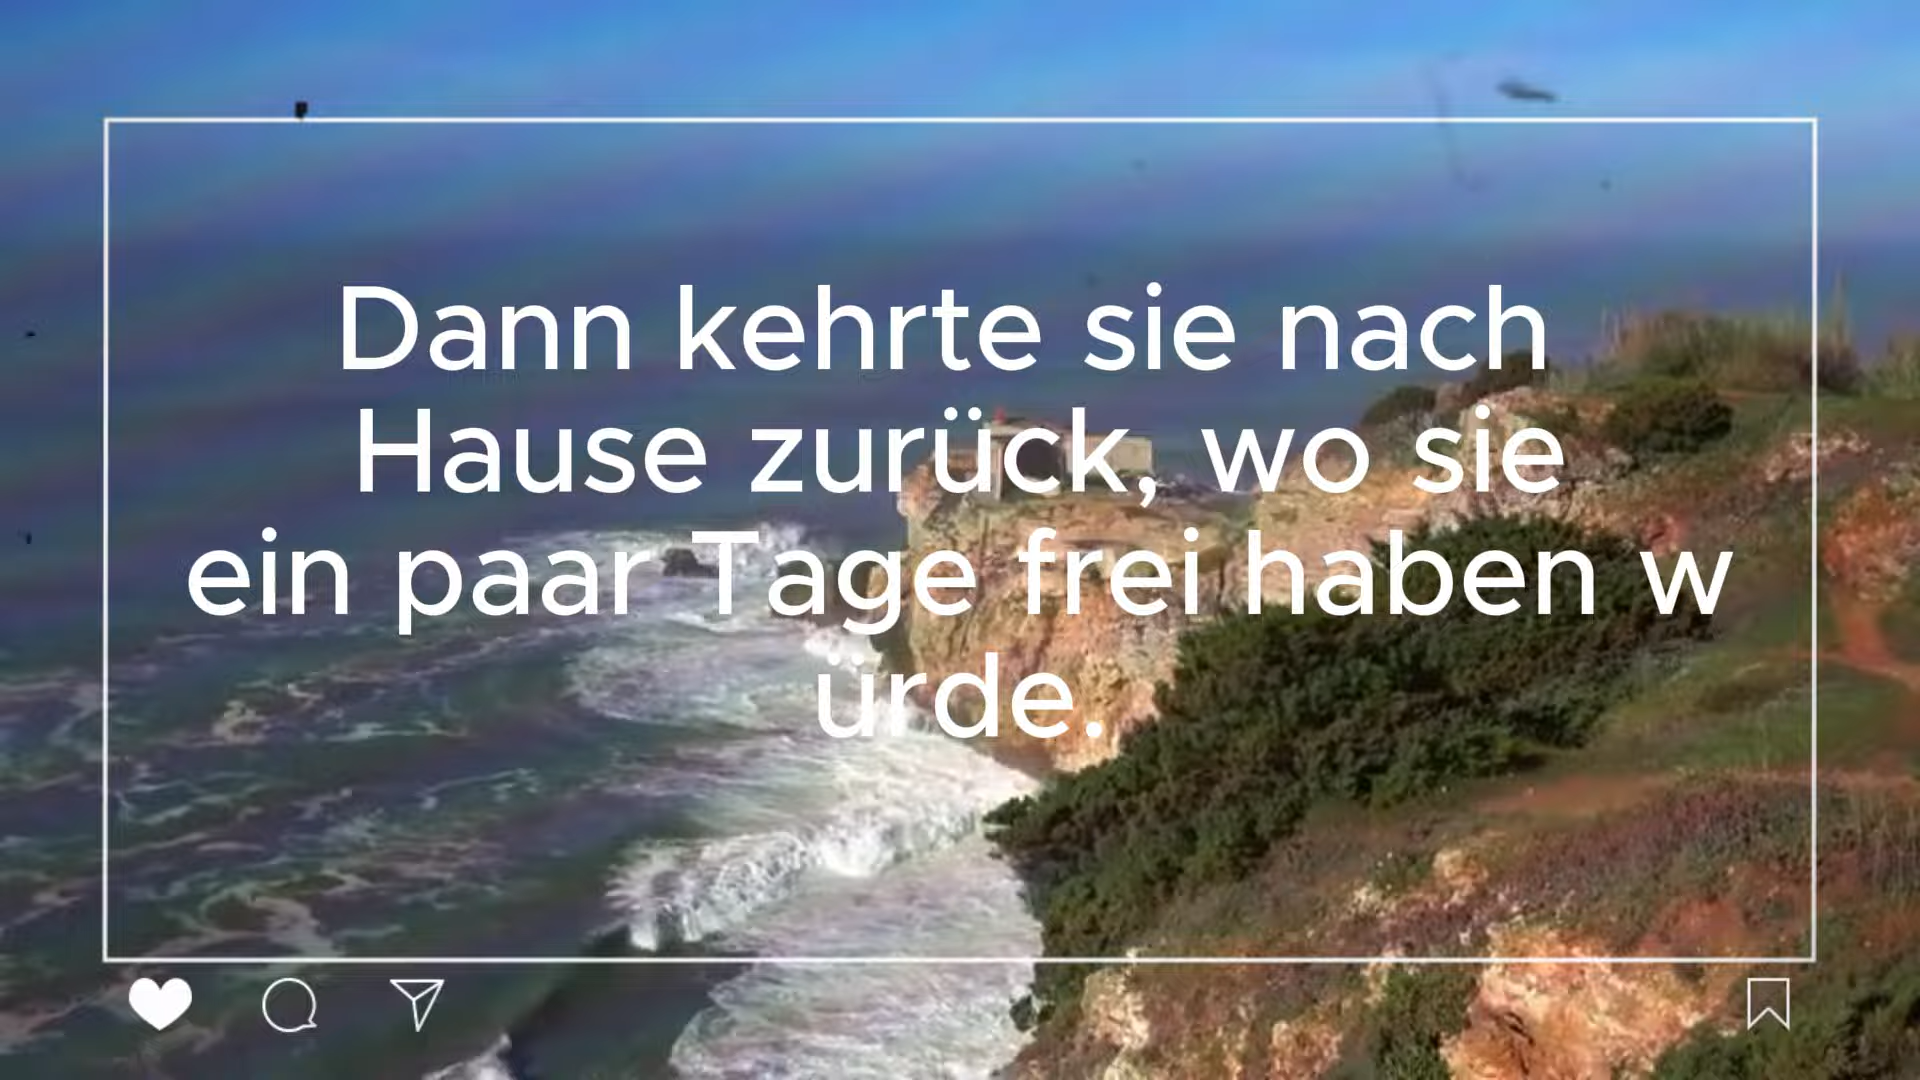 Dann kehrte sie nach
Hause zurück, wo sie
ein paar Tage frei haben w
ürde.